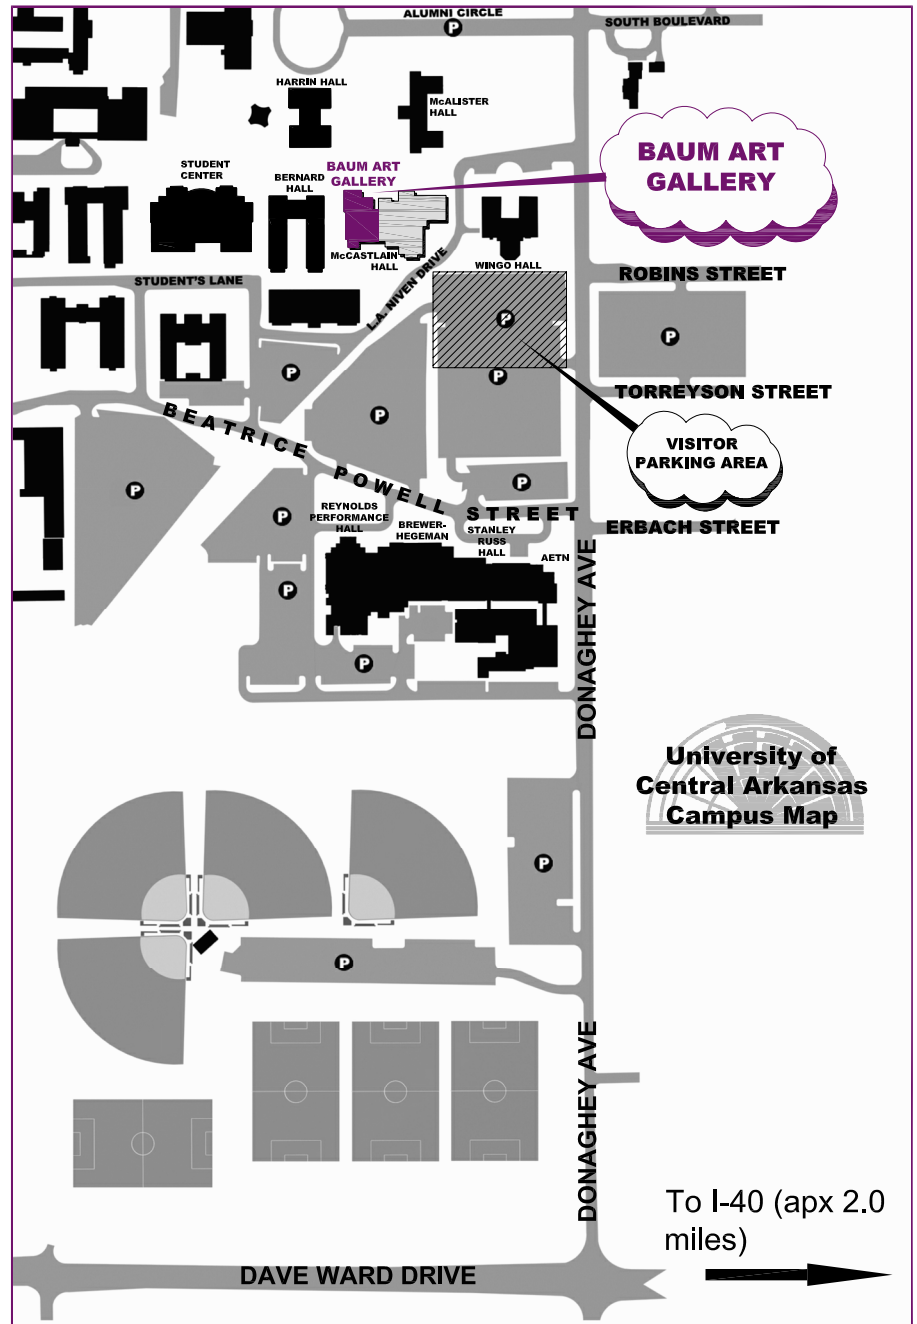 ALUMNI CIRCLE
P
SOUTH BOULEVARD
HARRIN HALL
McALISTER
HALL
BAUM ART
GALLERY
STUDENT
CENTER
BERNARD
HALL
BAUM ART
GALLERY
McCASTLAIN
HALL
WINGO HALL
L.A. NIVEN DRIVE
STUDENT'S LANE
ROBINS STREET
P
P
P
P
TORREYSON STREET
BEATRICE POWELL STREET
P
VISITOR
PARKING AREA
P
P
P
REYNOLDS
PERFORMANCE
HALL
BREWER-
HEGEMAN
STANLEY
RUSS
HALL
AETN
ERBACH STREET
P
P
DONAGHEY AVE
University of
Central Arkansas
Campus Map
P
P
DONAGHEY AVE
To I-40 (apx 2.0
miles)
DAVE WARD DRIVE